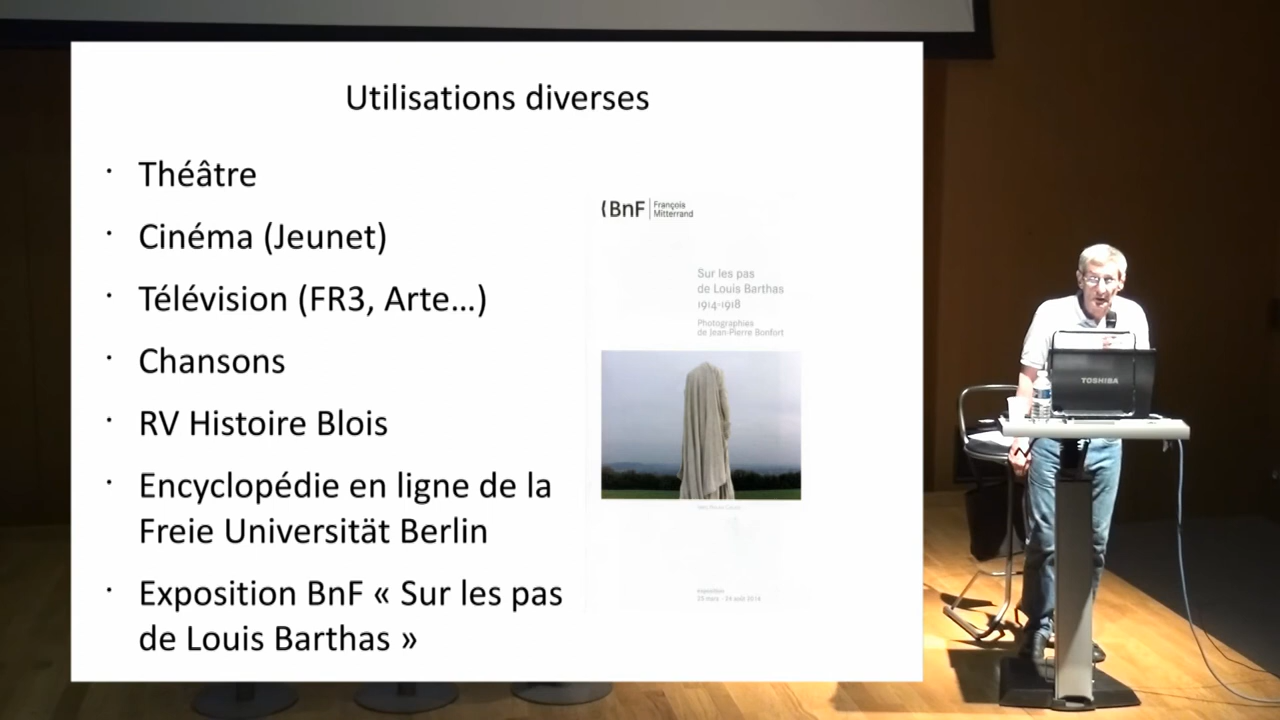 Utilisations diverses
· Théâtre
· Cinéma (Jeunet)
· Télévision (FR3, Arte...)
· Chansons
· RV Histoire Blois
· Encyclopédie en ligne de la
Freie Universität Berlin
· Exposition BnF « Sur les pas
de Louis Barthas »
(BnF François
Mitterrand
Sur les pas
de Louis Barthas
1914-1918
Photographies
de Jean-Pierre Bonfort
TOSHIBA